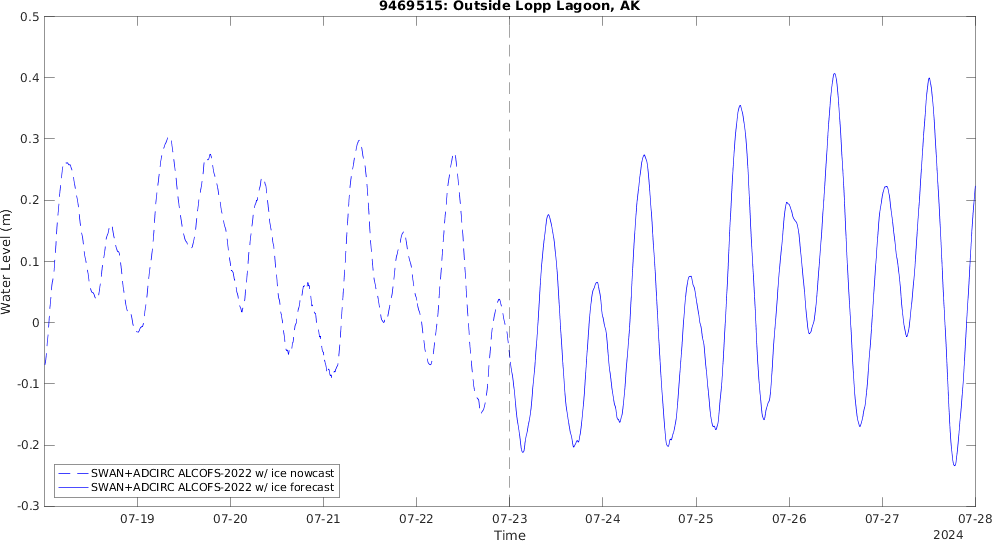 9469515: Outside Lopp Lagoon, AK
0.5
0.4
0.3
0.2
0.1
0
-0.1
-0.2
-0.3
Water Level (m)
SWAN+ADCIRC ALCOFS-2022 w/ ice nowcast
SWAN+ADCIRC ALCOFS-2022 w/ ice forecast
07-19 07-20 07-21 07-22 07-23 07-24 07-25 07-26 07-27 07-28
Time
2024